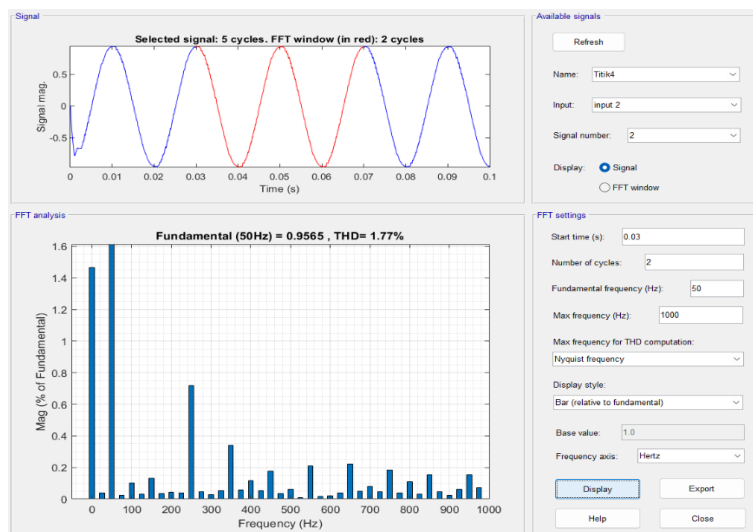 Signal
Selected signal: 5 cycles. FFT window (in red): 2 cycles
Signal mag.
0.5
0
-0.5
0 0.01 0.02 0.03 0.04 0.05 0.06 0.07 0.08 0.09 0.1
Time (s)
Available signals
Refresh
Name: Titik4
Input: input 2
Signal number: 2
Display: Signal
FFT window
FFT analysis
Fundamental (50Hz) = 0.9565 , THD= 1.77%
Mag (% of Fundamental)
1.6
1.4
1.2
1
0.8
0.6
0.4
0.2
0
0 100 200 300 400 500 600 700 800 900 1000
Frequency (Hz)
FFT settings
Start time (s): 0.03
Number of cycles: 2
Fundamental frequency (Hz): 50
Max frequency (Hz): 1000
Max frequency for THD computation:
Nyquist frequency
Display style:
Bar (relative to fundamental)
Base value: 1.0
Frequency axis: Hertz
Display Export
Help Close